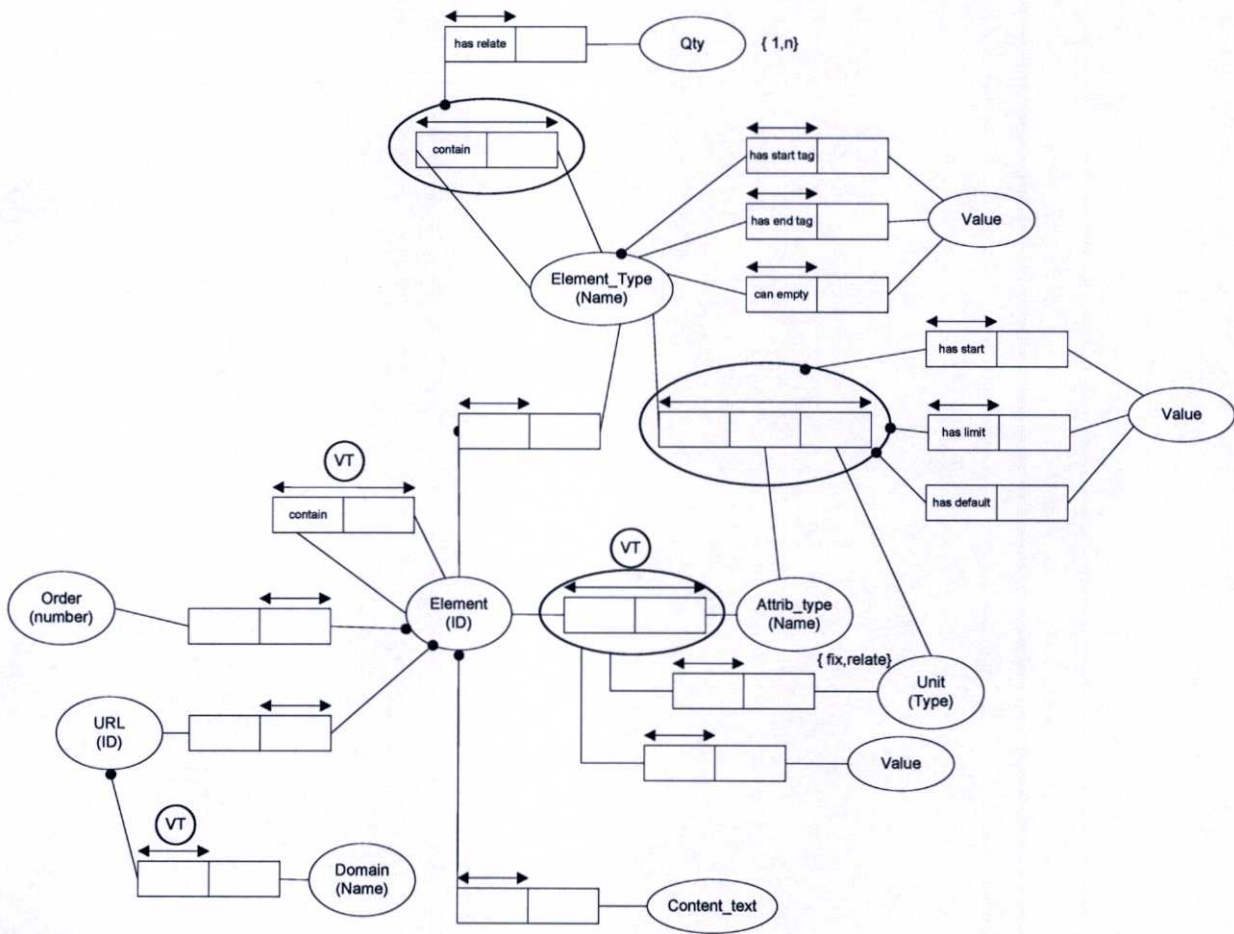 has relate
Qty
{ 1,n}
contain
has start tag
has end tag
Value
can empty
Element_Type
(Name)
has start
has limit
Value
has default
VT
contain
VT
Order
(number)
Element
(ID)
Attrib_type
(Name)
{ fix,relate}
Unit
(Type)
URL
(ID)
Value
VT
Domain
(Name)
Content_text